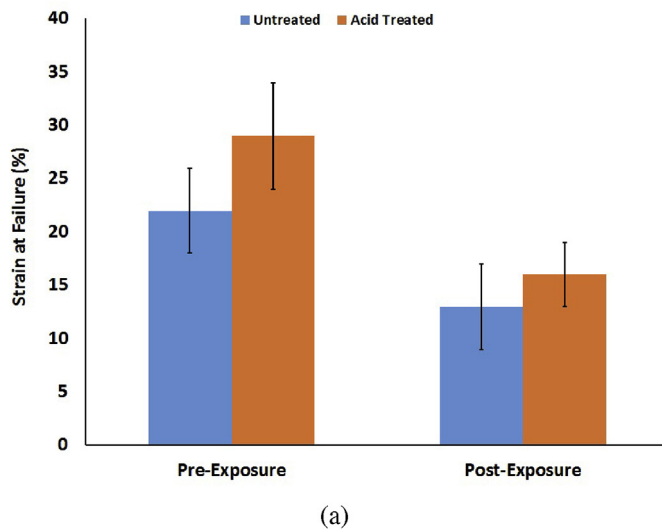 Untreated Acid Treated
Strain at Failure (%)
40
35
30
25
20
15
10
5
0
Pre-Exposure Post-Exposure
(a)